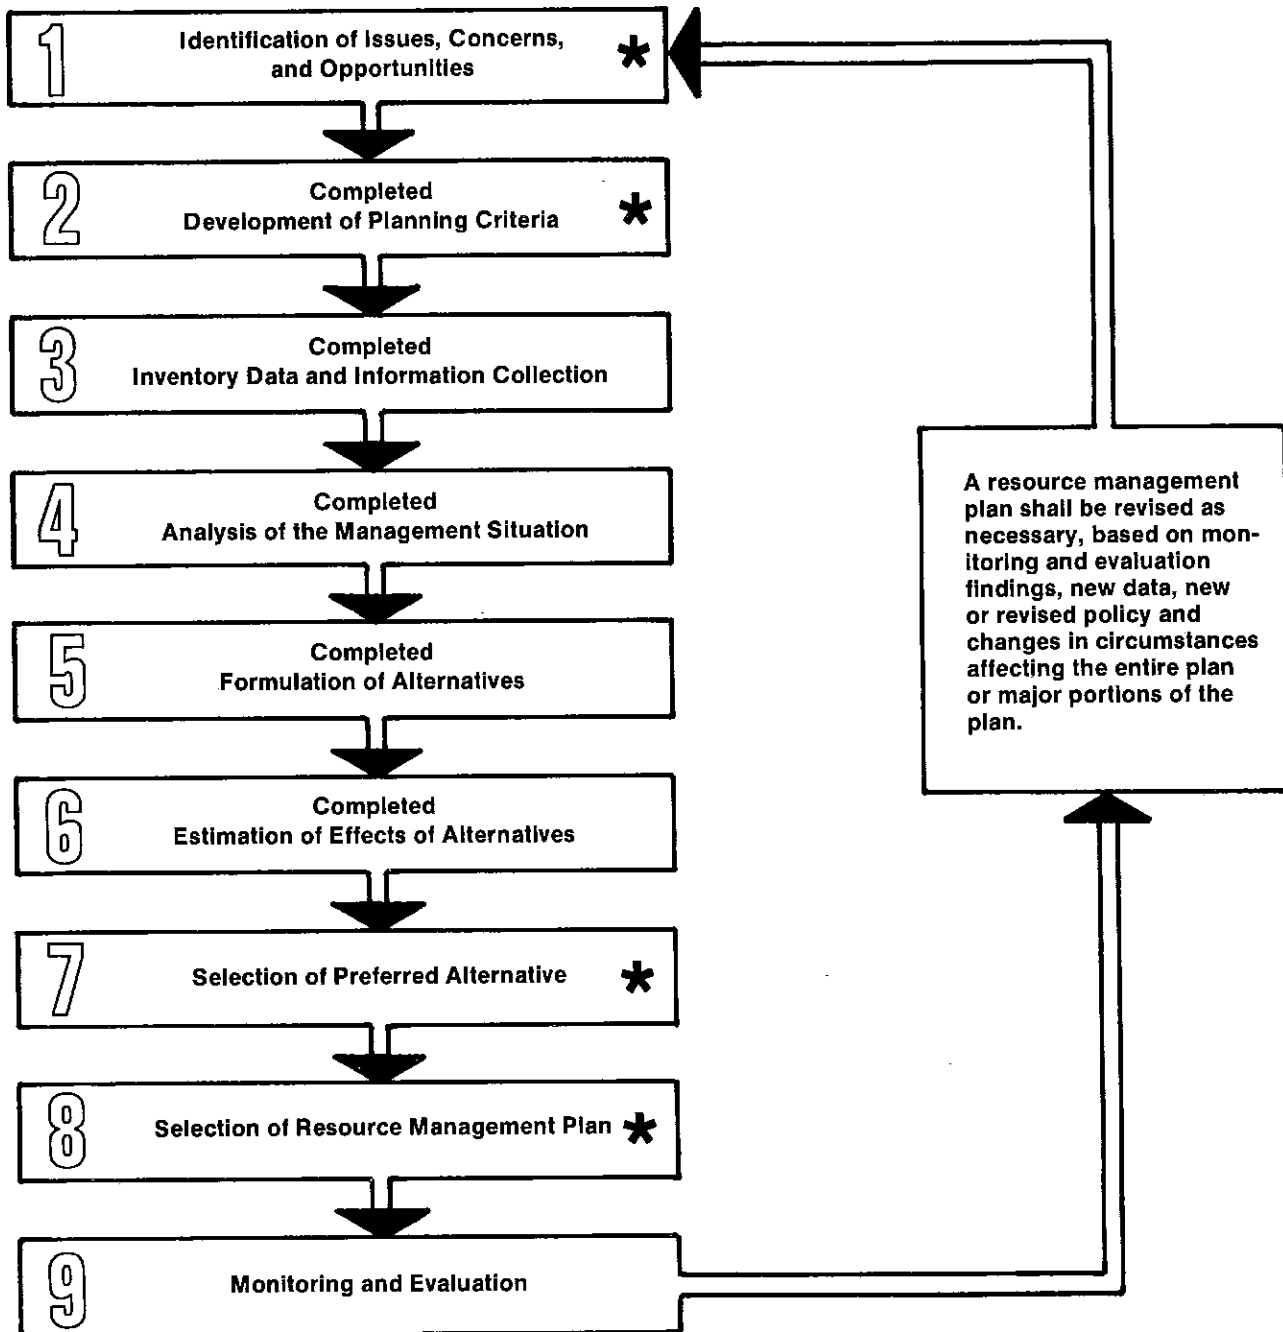 1
Identification of Issues, Concerns,
and Opportunities
*
2
Completed
Development of Planning Criteria
*
3
Completed
Inventory Data and Information Collection
4
Completed
Analysis of the Management Situation
5
Completed
Formulation of Alternatives
6
Completed
Estimation of Effects of Alternatives
7
Selection of Preferred Alternative
*
8
Selection of Resource Management Plan
*
9
Monitoring and Evaluation
A resource management
plan shall be revised as
necessary, based on mon-
itoring and evaluation
findings, new data, new
or revised policy and
changes in circumstances
affecting the entire plan
or major portions of the
plan.